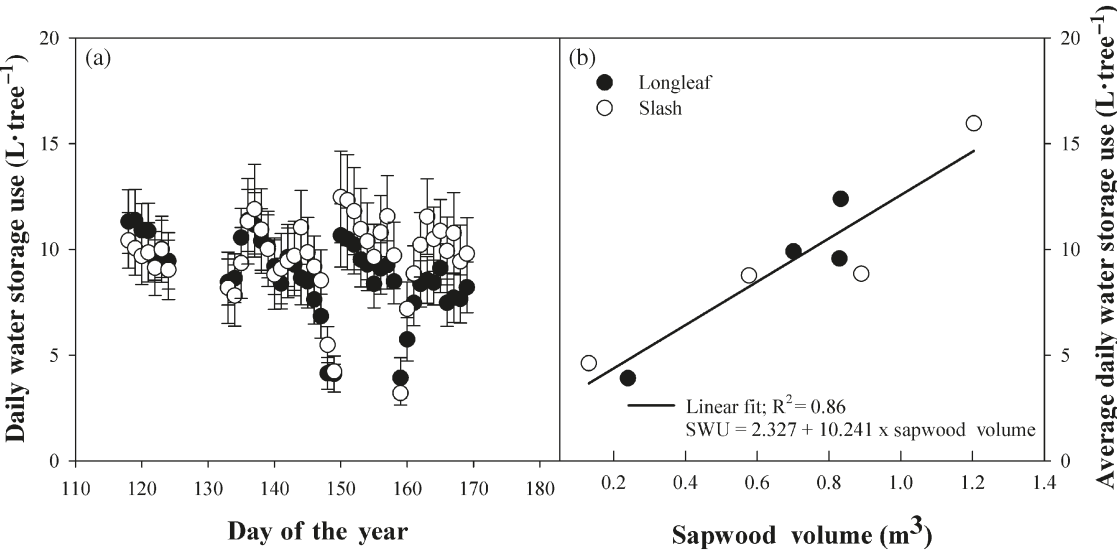 (a)
Daily water storage use (L·tree⁻¹)
20
15
10
5
0
110 120 130 140 150 160 170 180
Day of the year
(b)
Longleaf
Slash
Linear fit; R² = 0.86
SWU = 2.327 + 10.241 x sapwood volume
0.2 0.4 0.6 0.8 1.0 1.2 1.4
Sapwood volume (m³)
20
15
10
5
0
Average daily water storage use (L·tree⁻¹)